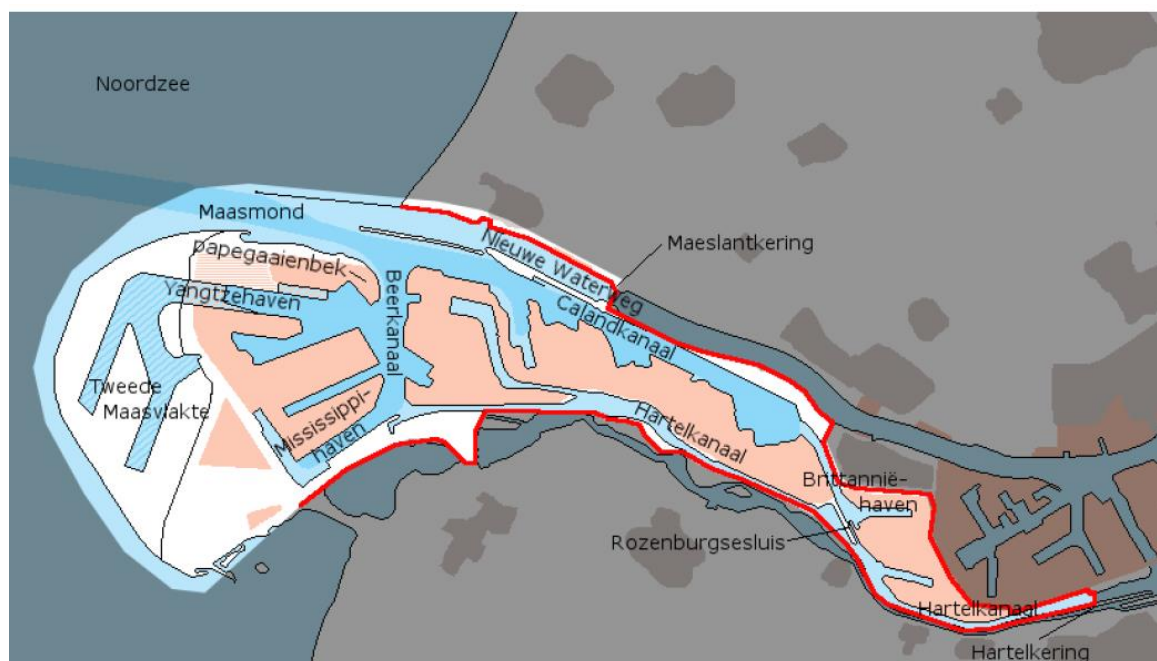 Noordzee
Maasmond
Nieuwe Waterweg
Maeslantkering
papegaaienbek
Yangtzehaven
Beerkanaal
Calandkanaal
Tweede
Maasvlakte
Mississippi-
haven
Hartelkanaal
Brittannië-
haven
Rozenburgsesluis
Hartelkanaal
Hartelkering